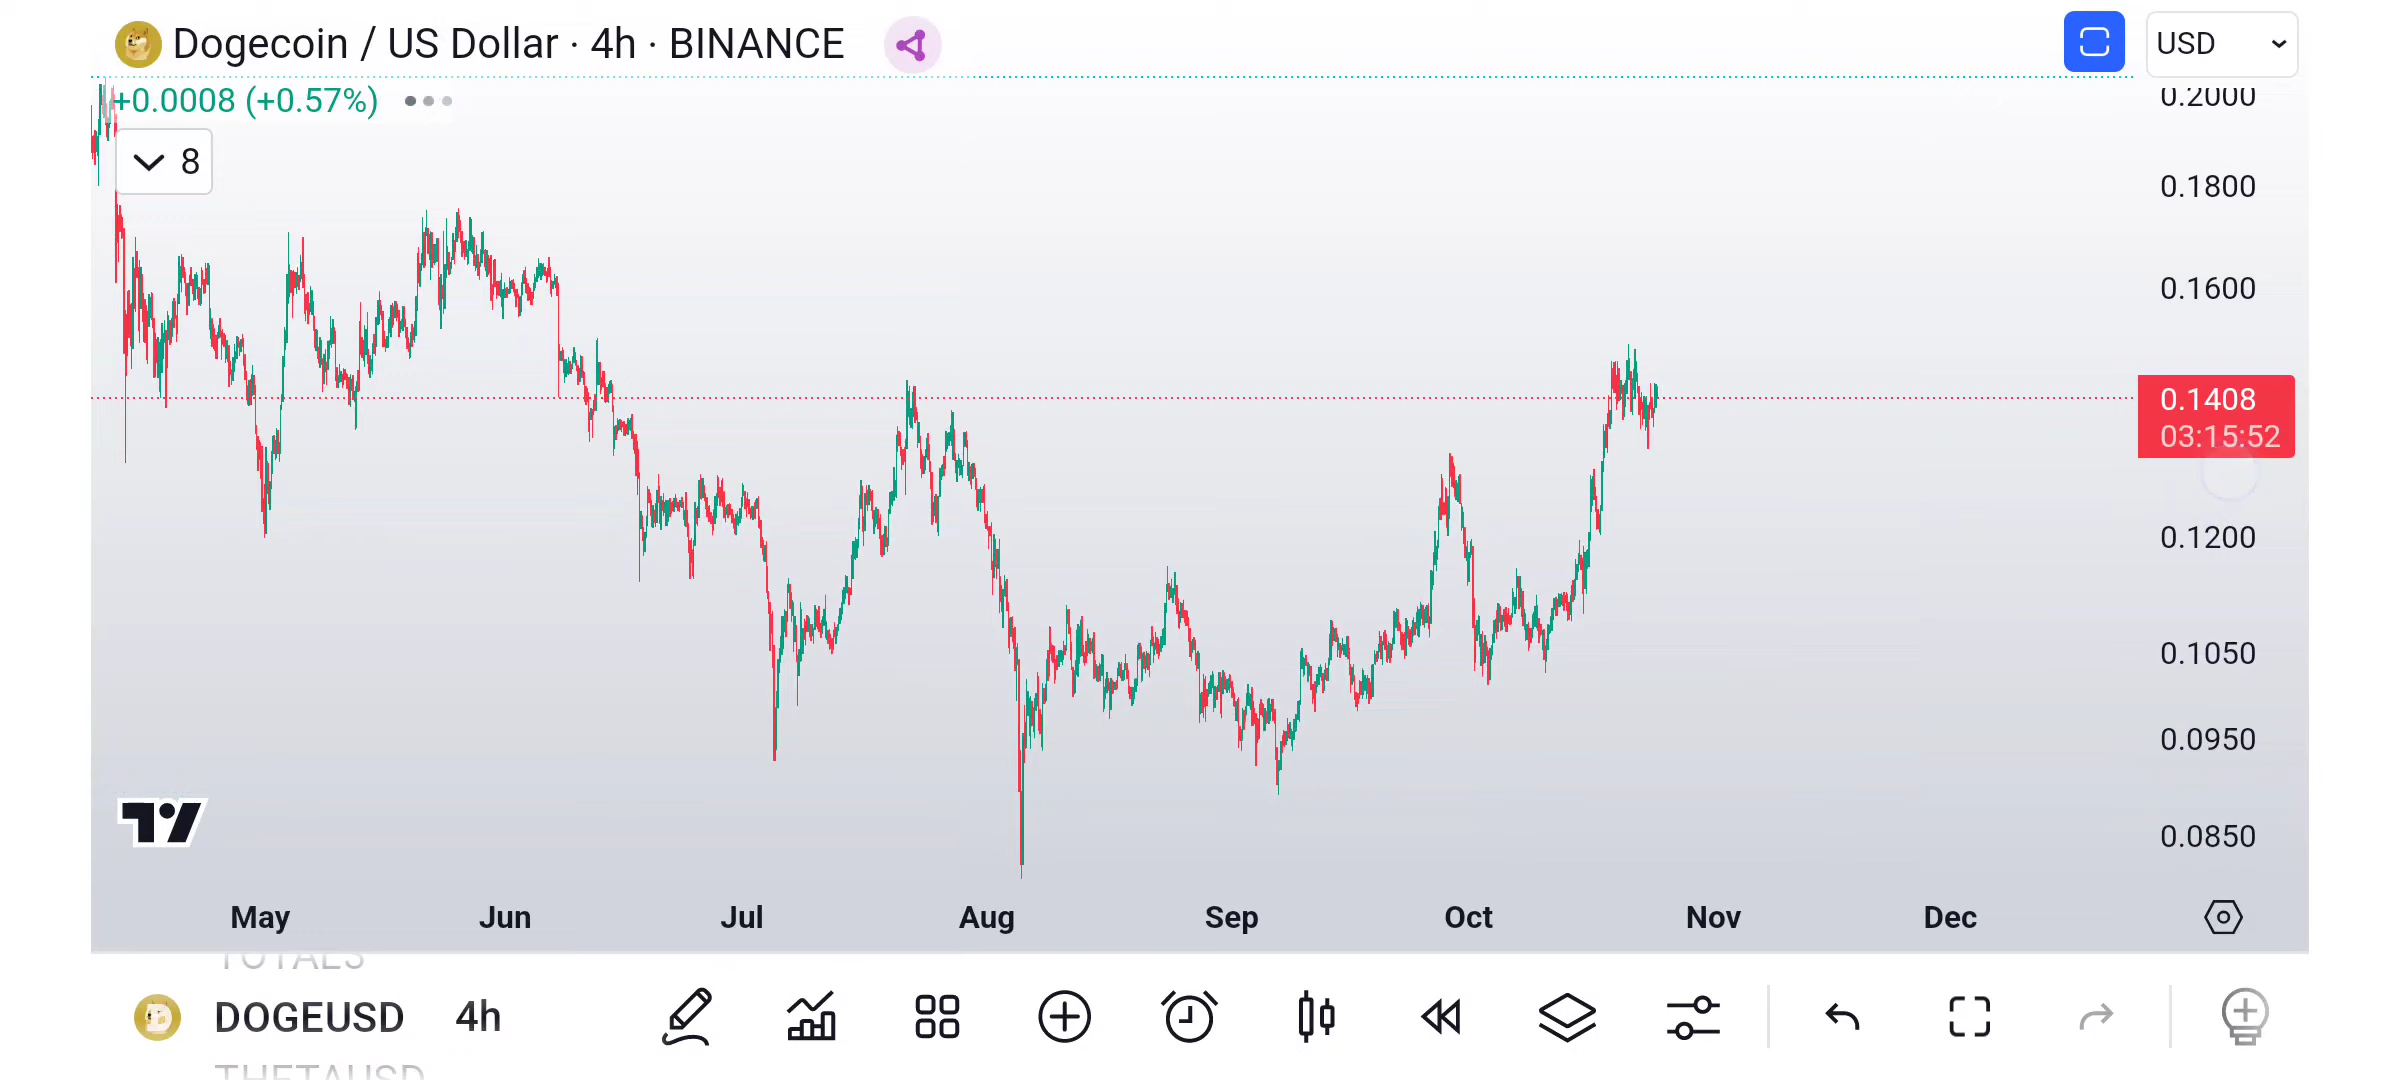 Dogecoin / US Dollar · 4h · BINANCE
USD
+0.0008 (+0.57%)
8
0.2000
0.1800
0.1600
0.1408
03:15:52
0.1200
0.1050
0.0950
0.0850
May Jun Jul Aug Sep Oct Nov Dec
DOGEUSD 4h
THETAUSD